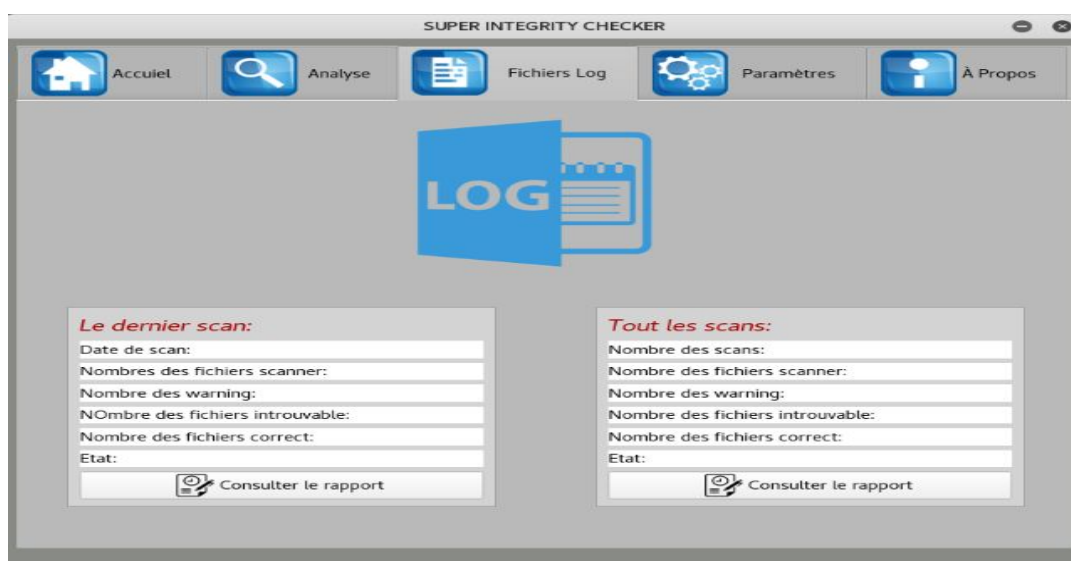 SUPER INTEGRITY CHECKER
Accuiel
Analyse
Fichiers Log
Paramètres
À Propos
LOG
Le dernier scan:
Date de scan:
Nombres des fichiers scanner:
Nombre des warning:
NOmbre des fichiers introuvable:
Nombre des fichiers correct:
Etat:
Consulter le rapport
Tout les scans:
Nombre des scans:
Nombre des fichiers scanner:
Nombre des warning:
Nombre des fichiers introuvable:
Nombre des fichiers correct:
Etat:
Consulter le rapport